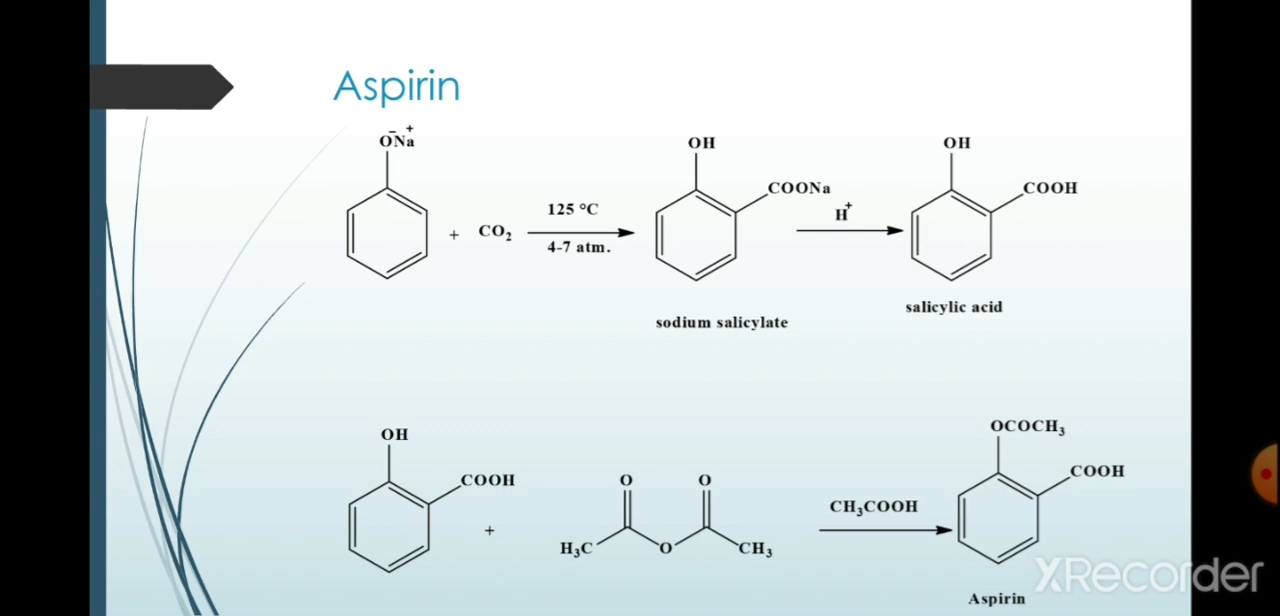 Aspirin
ŌNa⁺
+ CO₂
125 °C
4-7 atm.
OH
COONa
sodium salicylate
H⁺
OH
COOH
salicylic acid
OH
COOH
+
O O
H₃C O CH₃
CH₃COOH
OCOCH₃
COOH
Aspirin
XRecorder